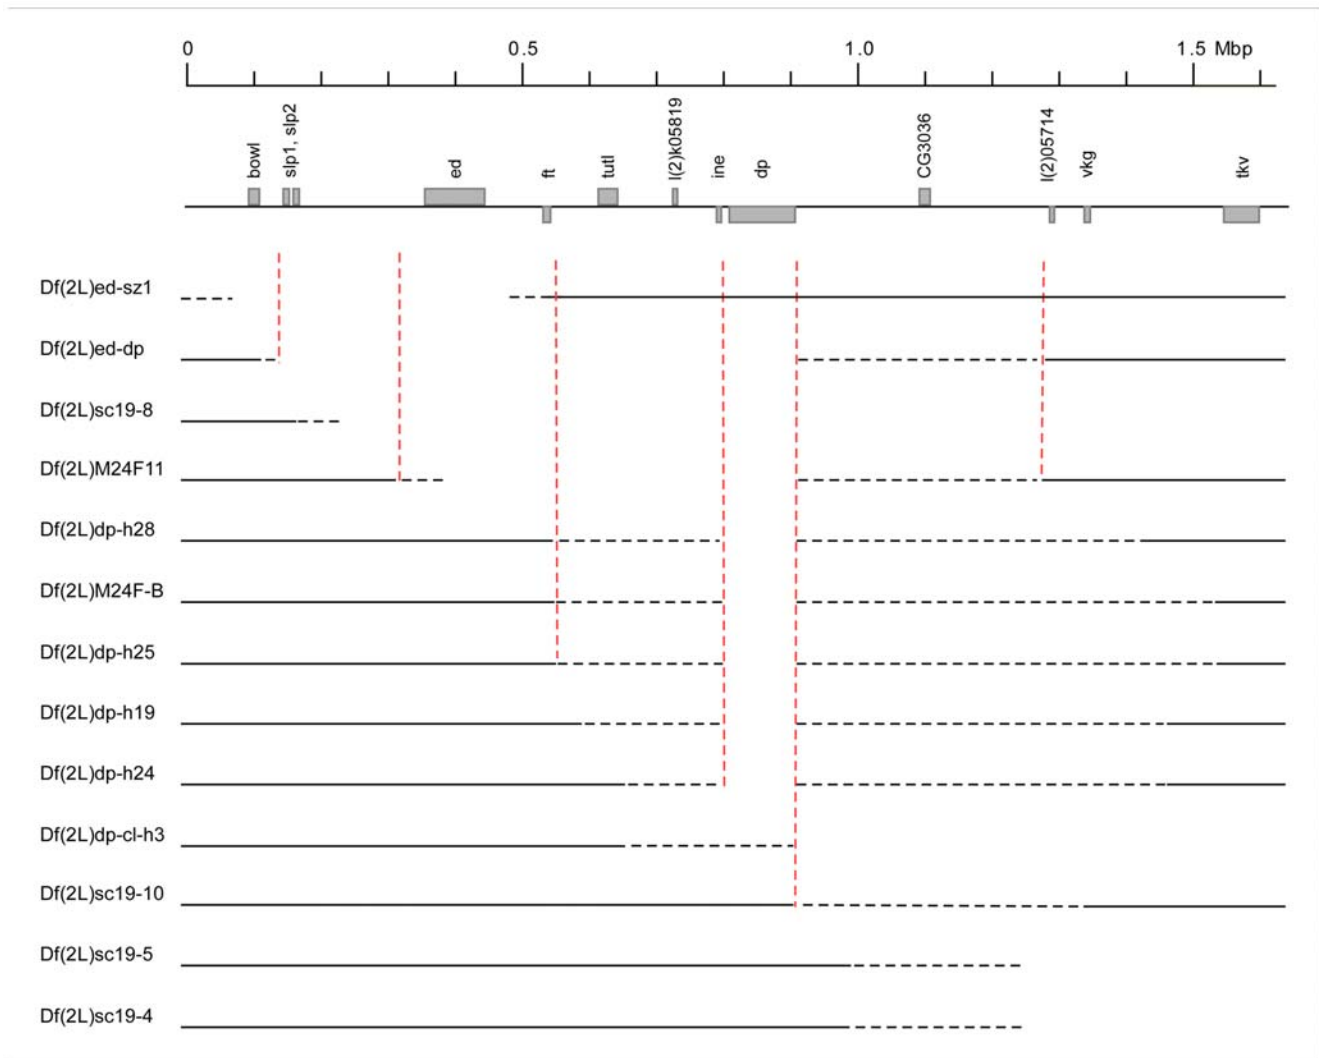 0 0.5 1.0 1.5 Mbp
bowl slp1, slp2 ed ft tutl l(2)k05819 ine dp CG3036 l(2)05714 vkg tkv
Df(2L)ed-sz1
Df(2L)ed-dp
Df(2L)sc19-8
Df(2L)M24F11
Df(2L)dp-h28
Df(2L)M24F-B
Df(2L)dp-h25
Df(2L)dp-h19
Df(2L)dp-h24
Df(2L)dp-cl-h3
Df(2L)sc19-10
Df(2L)sc19-5
Df(2L)sc19-4